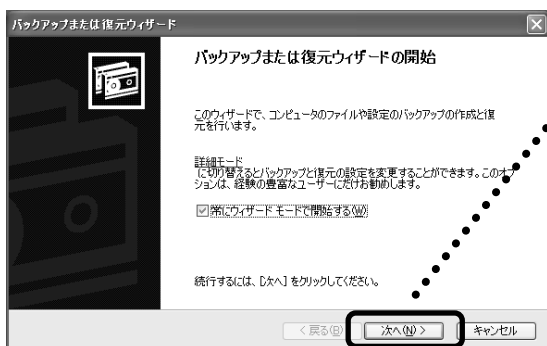 バックアップまたは復元ウィザード
バックアップまたは復元ウィザードの開始
このウィザードで、コンピュータのファイルや設定のバックアップの作成と復
元を行います。
詳細モード
に切り替えるとバックアップと復元の設定を変更することができます。このオプ
ションは、経験の豊富なユーザーにだけお勧めします。
常にウィザード モードで開始する(W)
続行するには、[次へ] をクリックしてください。
< 戻る(B)
次へ(N) >
キャンセル